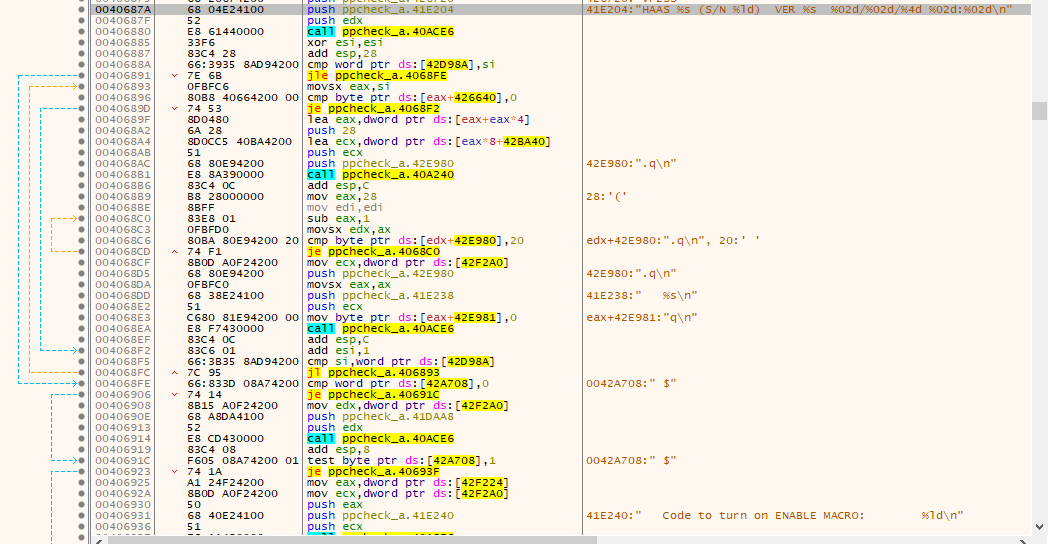 0040687A 68 04E24100 push ppcheck_a.41E204 41E204:"HAAS %s (S/N %ld)  VER %s  %02d/%02d/%4d %02d:%02d\n"
0040687F 52 push edx
00406880 E8 61440000 call ppcheck_a.40ACE6
00406885 33F6 xor esi,esi
00406887 83C4 28 add esp,28
0040688A 66:3935 8AD94200 cmp word ptr ds:[42D98A],si
00406891 7E 6B jle ppcheck_a.4068FE
00406893 0FBFC6 movsx eax,si
00406896 80B8 40664200 00 cmp byte ptr ds:[eax+426640],0
0040689D 74 53 je ppcheck_a.4068F2
0040689F 8D0480 lea eax,dword ptr ds:[eax+eax*4]
004068A2 6A 28 push 28
004068A4 8D0CC5 40BA4200 lea ecx,dword ptr ds:[eax*8+42BA40]
004068AB 51 push ecx
004068AC 68 80E94200 push ppcheck_a.42E980 42E980:".q\n"
004068B1 E8 8A390000 call ppcheck_a.40A240
004068B6 83C4 0C add esp,C
004068B9 B8 28000000 mov eax,28 28:'('
004068BE 8BFF mov edi,edi
004068C0 83E8 01 sub eax,1
004068C3 0FBFD0 movsx edx,ax
004068C6 80BA 80E94200 20 cmp byte ptr ds:[edx+42E980],20 edx+42E980:".q\n", 20:' '
004068CD 74 F1 je ppcheck_a.4068C0
004068CF 8B0D A0F24200 mov ecx,dword ptr ds:[42F2A0]
004068D5 68 80E94200 push ppcheck_a.42E980 42E980:".q\n"
004068DA 0FBFC0 movsx eax,ax
004068DD 68 38E24100 push ppcheck_a.41E238 41E238:"   %s\n"
004068E2 51 push ecx
004068E3 C680 81E94200 00 mov byte ptr ds:[eax+42E981],0 eax+42E981:"q\n"
004068EA E8 F7430000 call ppcheck_a.40ACE6
004068EF 83C4 0C add esp,C
004068F2 83C6 01 add esi,1
004068F5 66:3B35 8AD94200 cmp si,word ptr ds:[42D98A]
004068FC 7C 95 jl ppcheck_a.406893
004068FE 66:833D 08A74200 cmp word ptr ds:[42A708],0 0042A708:" $"
00406906 74 14 je ppcheck_a.40691C
00406908 8B15 A0F24200 mov edx,dword ptr ds:[42F2A0]
0040690E 68 A8DA4100 push ppcheck_a.41DAA8
00406913 52 push edx
00406914 E8 CD430000 call ppcheck_a.40ACE6
00406919 83C4 08 add esp,8
0040691C F605 08A74200 01 test byte ptr ds:[42A708],1 0042A708:" $"
00406923 74 1A je ppcheck_a.40693F
00406925 A1 24F24200 mov eax,dword ptr ds:[42F224]
0040692A 8B0D A0F24200 mov ecx,dword ptr ds:[42F2A0]
00406930 50 push eax
00406931 68 40E24100 push ppcheck_a.41E240 41E240:"   Code to turn on ENABLE MACRO:        %ld\n"
00406936 51 push ecx